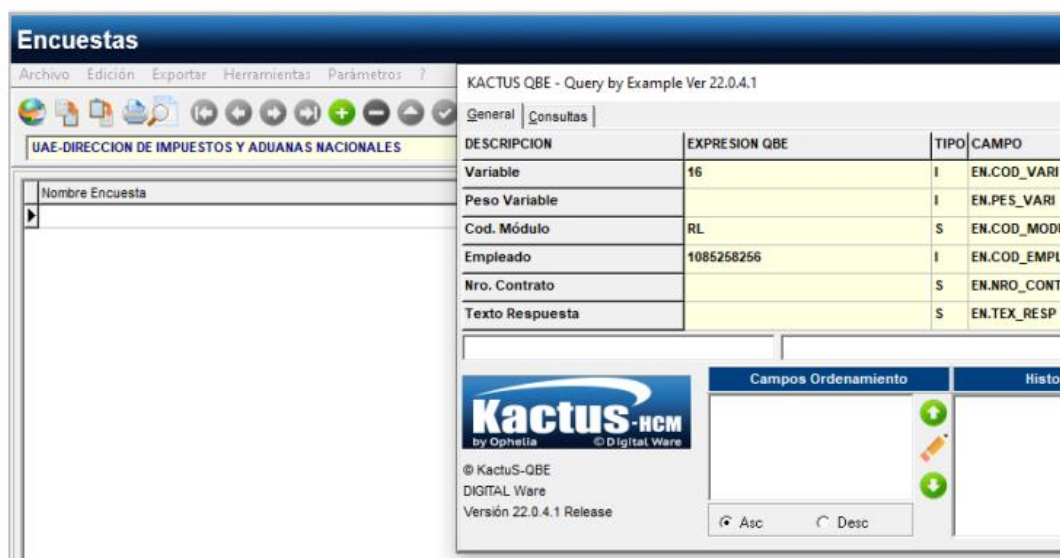 Encuestas
Archivo Edición Exportar Herramientas Parámetros ?
UAE-DIRECCION DE IMPUESTOS Y ADUANAS NACIONALES
Nombre Encuesta
KACTUS QBE - Query by Example Ver 22.0.4.1
General Consultas
DESCRIPCION EXPRESION QBE TIPO CAMPO
Variable 16 I EN.COD_VARI
Peso Variable I EN.PES_VARI
Cod. Módulo RL S EN.COD_MOD
Empleado 1085258256 I EN.COD_EMPL
Nro. Contrato S EN.NRO_CONT
Texto Respuesta S EN.TEX_RESP
Campos Ordenamiento Histo
Kactus-HCM
by Ophelia © Digital Ware
© KactuS-QBE
DIGITAL Ware
Versión 22.0.4.1 Release
Asc Desc